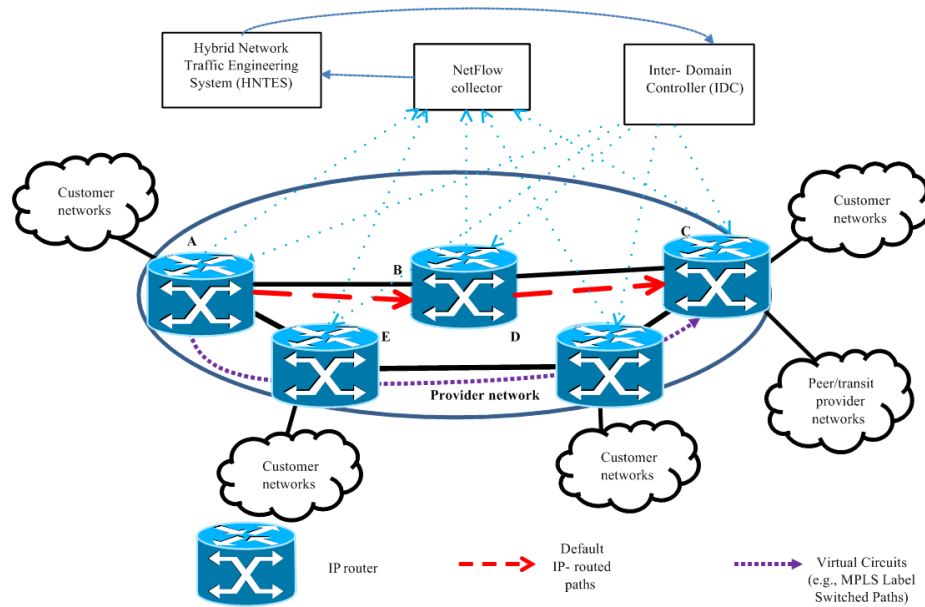 Hybrid Network
Traffic Engineering
System (HNTES)
NetFlow
collector
Inter- Domain
Controller (IDC)
Customer
networks
Customer
networks
A
B
C
E
D
Provider network
Peer/transit
provider
networks
Customer
networks
Customer
networks
IP router
Default
IP- routed
paths
Virtual Circuits
(e.g., MPLS Label
Switched Paths)